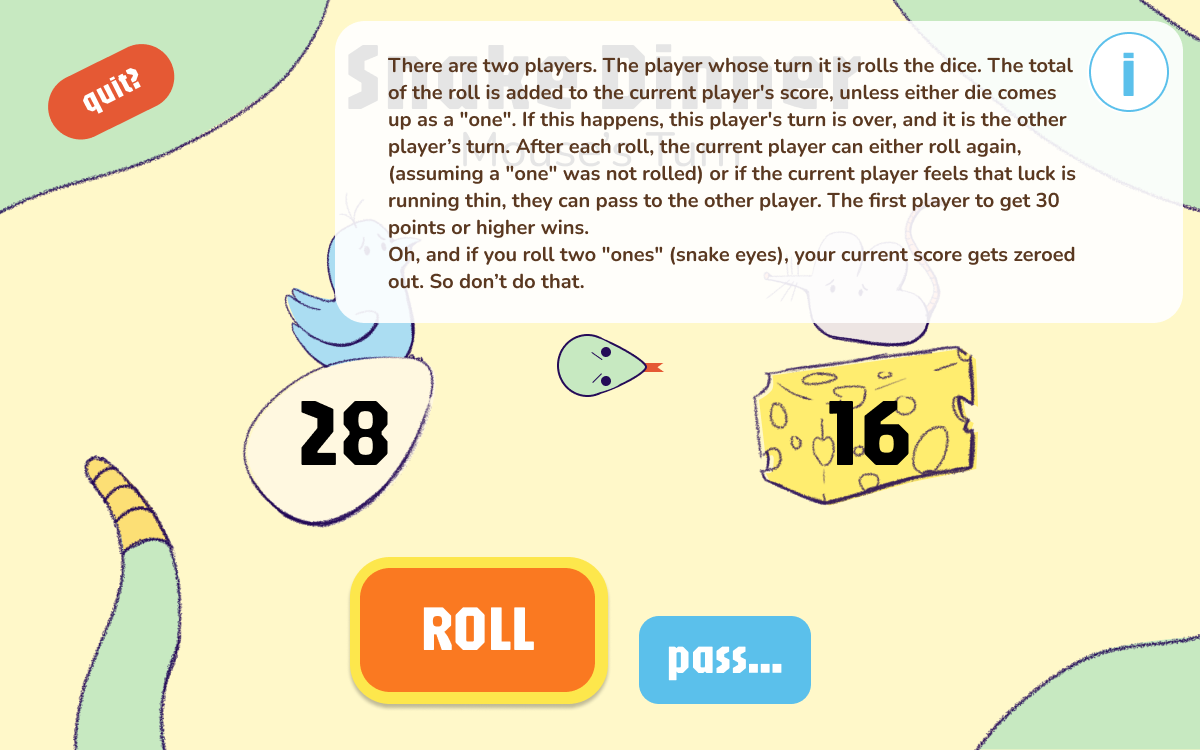 quit?
Snake Dinner
Mouse's Turn
There are two players. The player whose turn it is rolls the dice. The total
of the roll is added to the current player's score, unless either die comes
up as a "one". If this happens, this player's turn is over, and it is the other
player’s turn. After each roll, the current player can either roll again,
(assuming a "one" was not rolled) or if the current player feels that luck is
running thin, they can pass to the other player. The first player to get 30
points or higher wins.
Oh, and if you roll two "ones" (snake eyes), your current score gets zeroed
out. So don’t do that.
i
28
16
ROLL
pass...